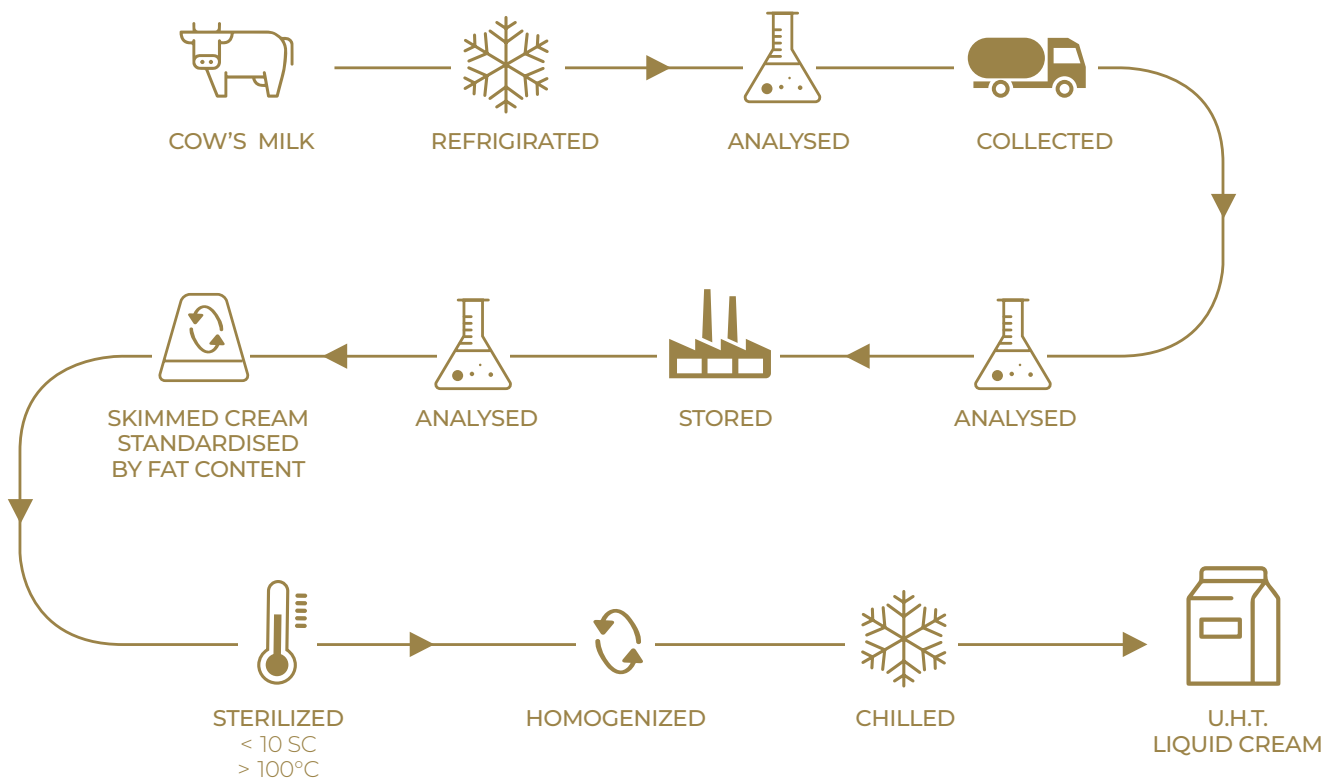 COW'S MILK
REFRIGIRATED
ANALYSED
COLLECTED
ANALYSED
STORED
ANALYSED
SKIMMED CREAM
STANDARDISED
BY FAT CONTENT
STERILIZED
< 10 SC
> 100°C
HOMOGENIZED
CHILLED
U.H.T.
LIQUID CREAM